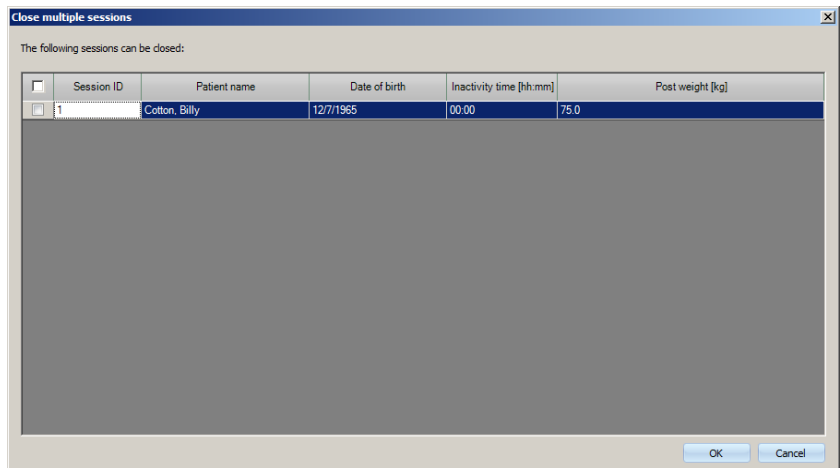 Close multiple sessions
The following sessions can be closed:
Session ID Patient name Date of birth Inactivity time [hh:mm] Post weight [kg]
1 Cotton, Billy 12/7/1965 00:00 75.0
OK Cancel